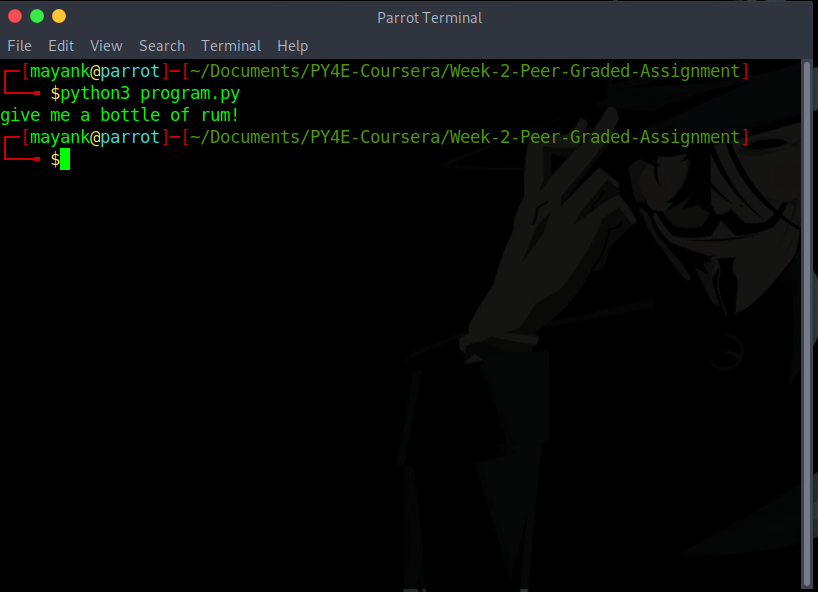 Parrot Terminal
File Edit View Search Terminal Help
┌─[mayank@parrot]─[~/Documents/PY4E-Coursera/Week-2-Peer-Graded-Assignment]
└──╼ $python3 program.py
give me a bottle of rum!
┌─[mayank@parrot]─[~/Documents/PY4E-Coursera/Week-2-Peer-Graded-Assignment]
└──╼ $